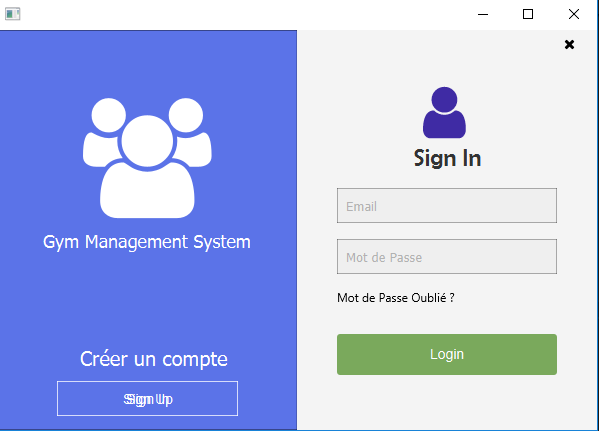 Gym Management System
Créer un compte
Sign Up
Sign In
Email
Mot de Passe
Mot de Passe Oublié ?
Login